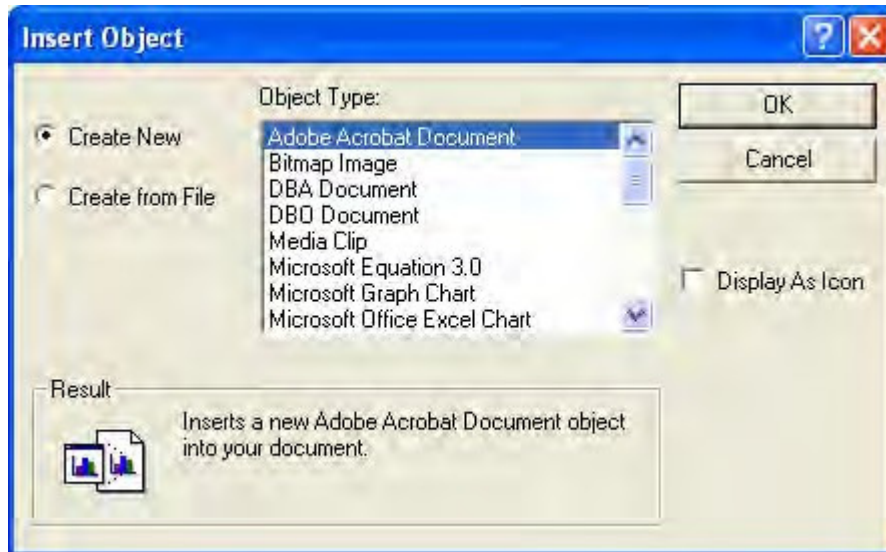 Insert Object
Object Type:
Create New
Create from File
Adobe Acrobat Document
Bitmap Image
DBA Document
DBO Document
Media Clip
Microsoft Equation 3.0
Microsoft Graph Chart
Microsoft Office Excel Chart
OK
Cancel
Display As Icon
Result
Inserts a new Adobe Acrobat Document object
into your document.